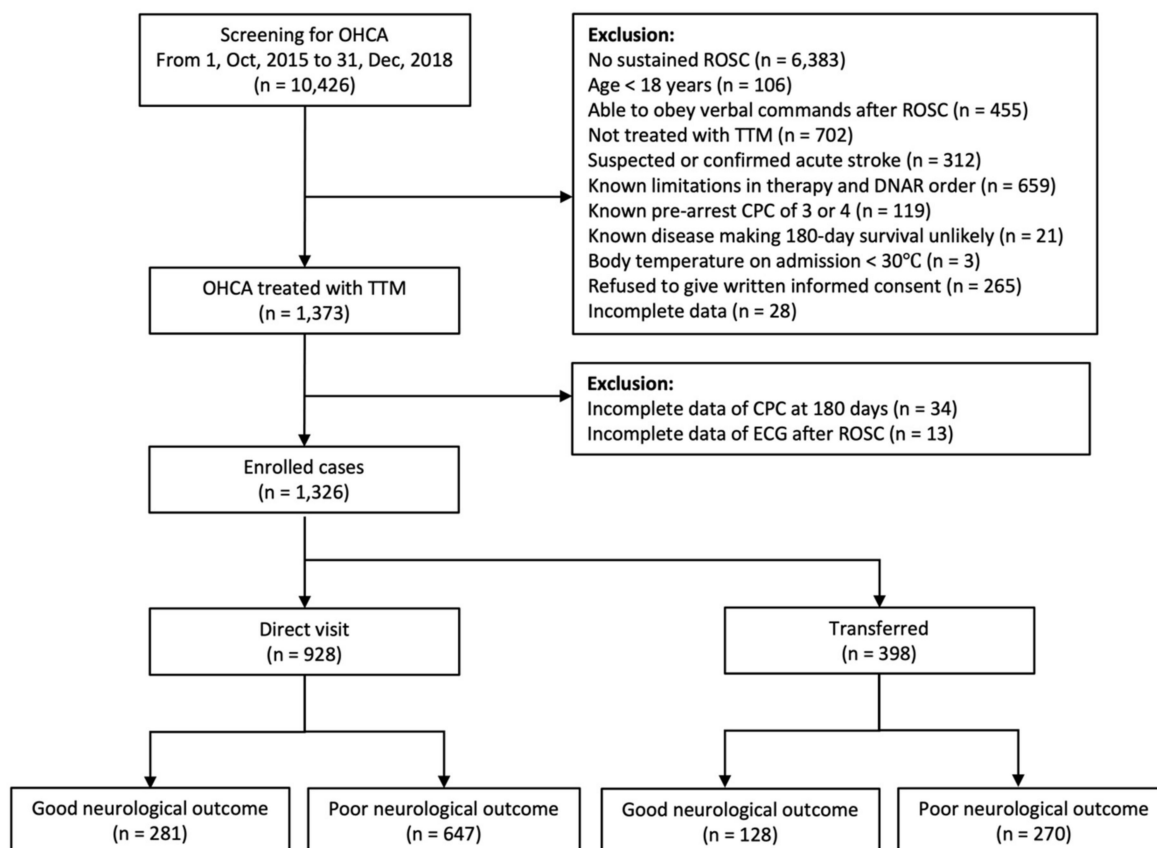 Screening for OHCA
From 1, Oct, 2015 to 31, Dec, 2018
(n = 10,426)
Exclusion:
No sustained ROSC (n = 6,383)
Age < 18 years (n = 106)
Able to obey verbal commands after ROSC (n = 455)
Not treated with TTM (n = 702)
Suspected or confirmed acute stroke (n = 312)
Known limitations in therapy and DNAR order (n = 659)
Known pre-arrest CPC of 3 or 4 (n = 119)
Known disease making 180-day survival unlikely (n = 21)
Body temperature on admission < 30℃ (n = 3)
Refused to give written informed consent (n = 265)
Incomplete data (n = 28)
OHCA treated with TTM
(n = 1,373)
Exclusion:
Incomplete data of CPC at 180 days (n = 34)
Incomplete data of ECG after ROSC (n = 13)
Enrolled cases
(n = 1,326)
Direct visit
(n = 928)
Transferred
(n = 398)
Good neurological outcome
(n = 281)
Poor neurological outcome
(n = 647)
Good neurological outcome
(n = 128)
Poor neurological outcome
(n = 270)